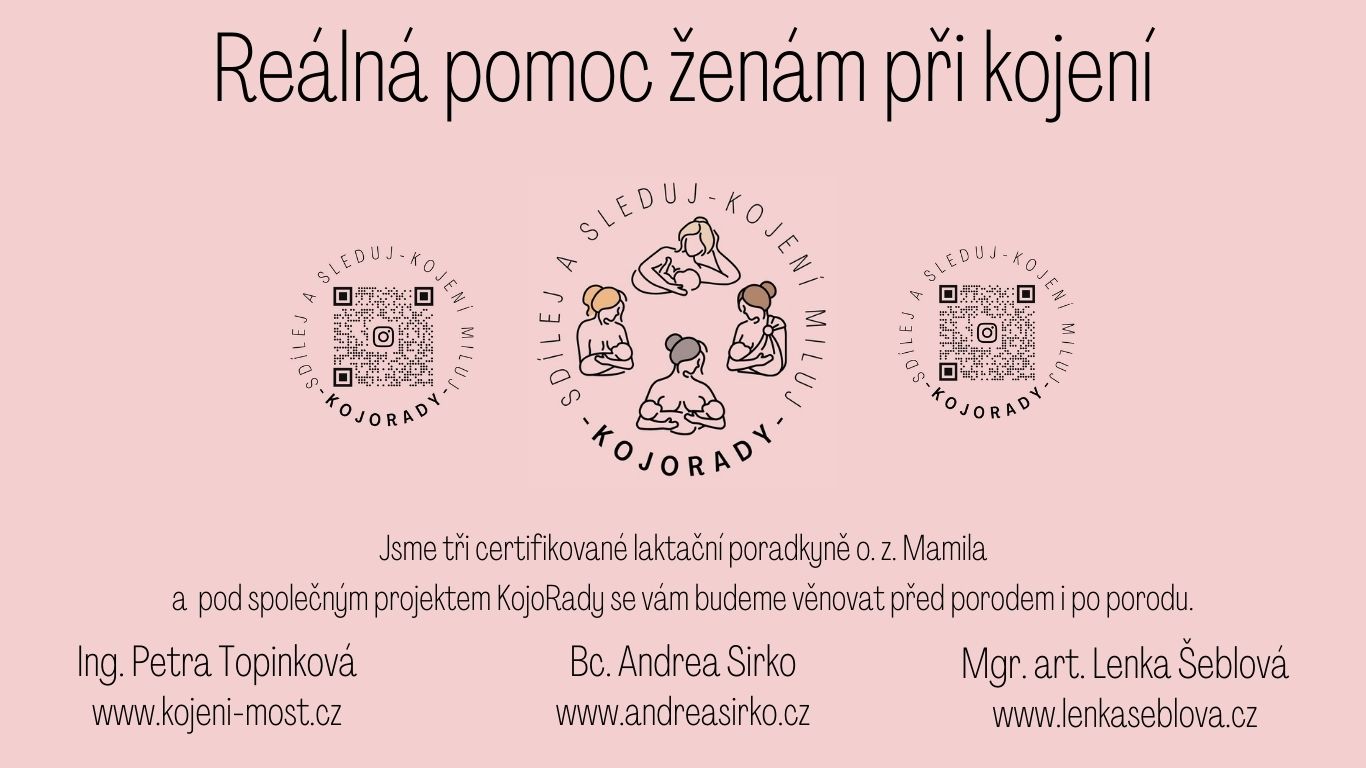 Reálná pomoc ženám při kojení
SDÍLEJ A SLEDUJ-KOJENÍ MILUJ
-KOJORADY-
SDÍLEJ A SLEDUJ-KOJENÍ MILUJ
-KOJORADY-
SDÍLEJ A SLEDUJ-KOJENÍ MILUJ
-KOJORADY-
Jsme tři certifikované laktační poradkyně o. z. Mamila
a pod společným projektem KojoRady se vám budeme věnovat před porodem i po porodu.
Ing. Petra Topinková
www.kojeni-most.cz
Bc. Andrea Sirko
www.andreasirko.cz
Mgr. art. Lenka Šeblová
www.lenkaseblova.cz